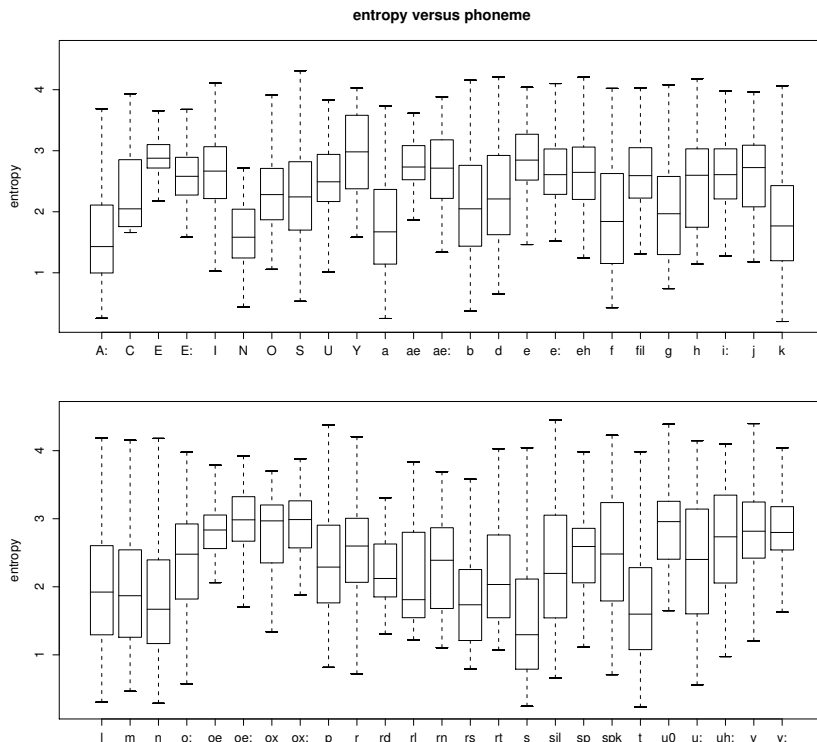 entropy versus phoneme
4
3
2
1
entropy
A: C E E: I N O S U Y a ae ae: b d e e: eh f fil g h i: j k
4
3
2
1
entropy
l m n o: oe oe: ox ox: p r rd rl rn rs rt s sil sp spk t u0 u: uh: v y: